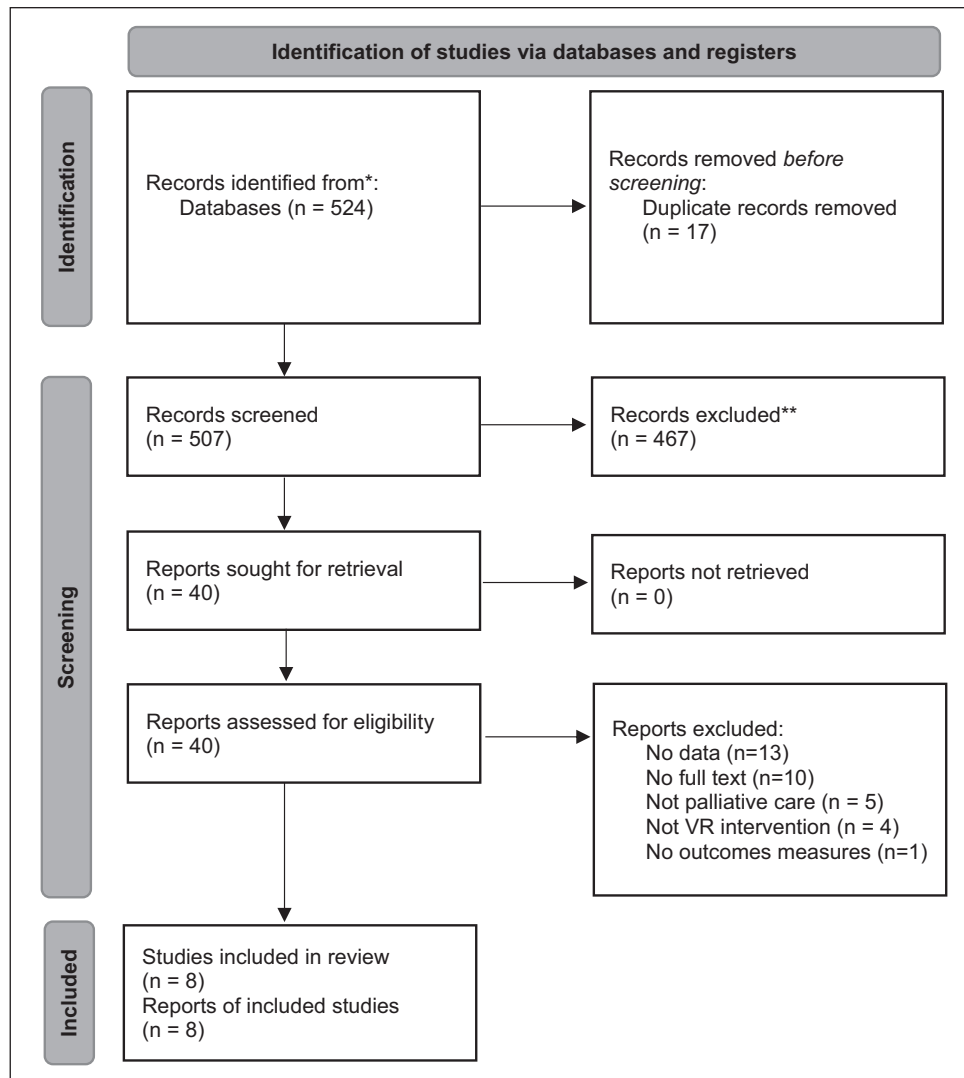 Identification of studies via databases and registers
Identification
Records identified from*:
Databases (n = 524)
Records removed before
screening:
Duplicate records removed
(n = 17)
Screening
Records screened
(n = 507)
Records excluded**
(n = 467)
Reports sought for retrieval
(n = 40)
Reports not retrieved
(n = 0)
Reports assessed for eligibility
(n = 40)
Reports excluded:
No data (n=13)
No full text (n=10)
Not palliative care (n = 5)
Not VR intervention (n = 4)
No outcomes measures (n=1)
Included
Studies included in review
(n = 8)
Reports of included studies
(n = 8)